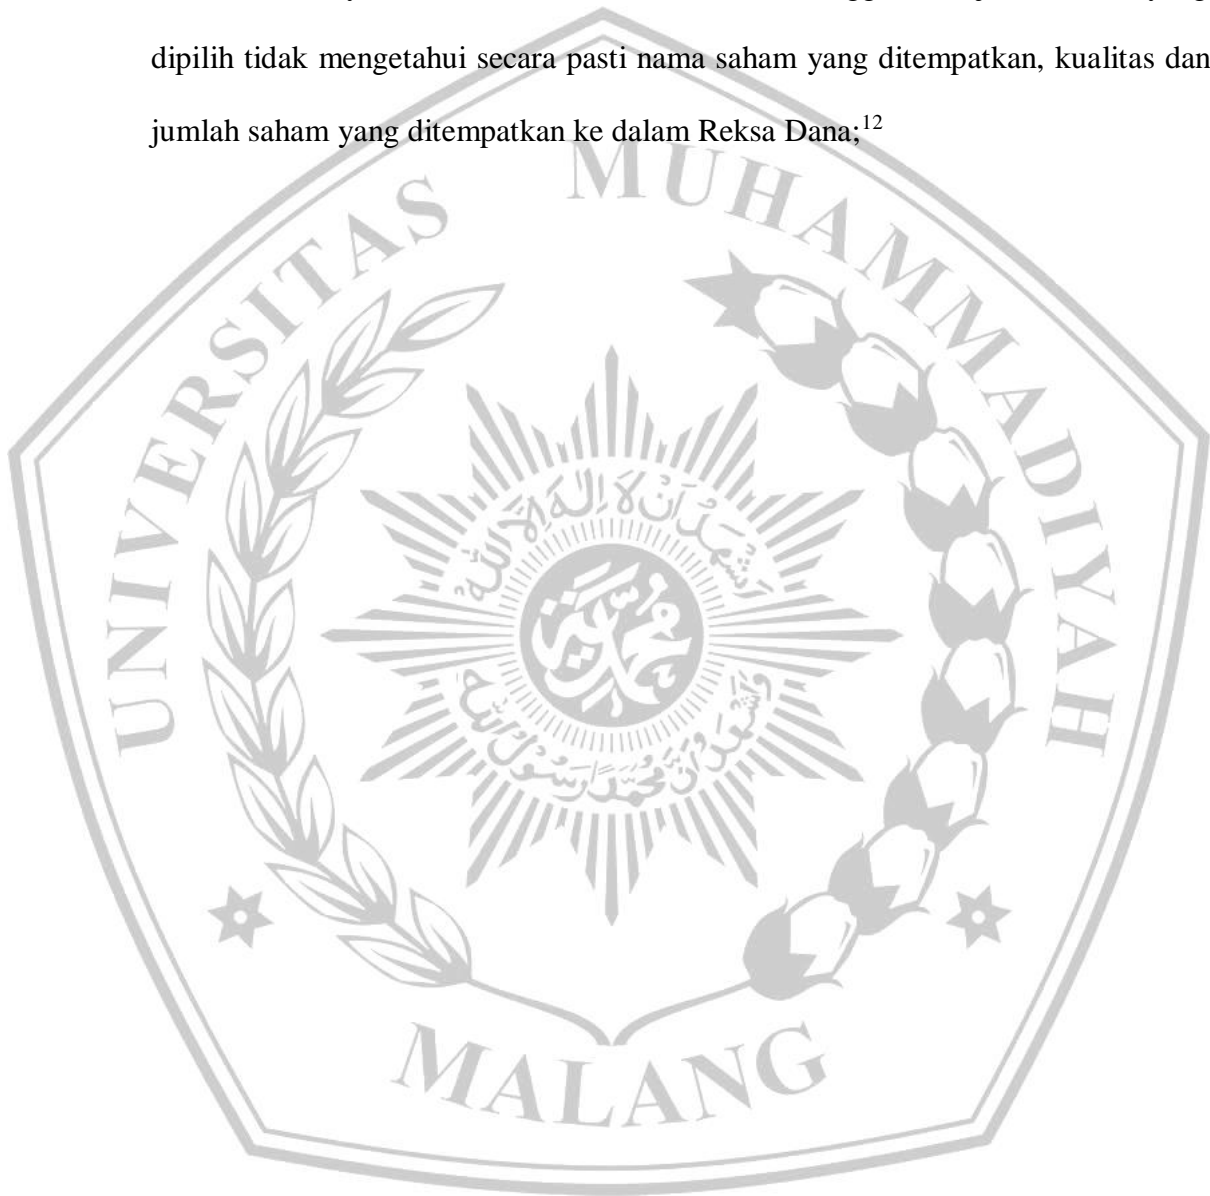 dipilih tidak mengetahui secara pasti nama saham yang ditempatkan, kualitas dan
jumlah saham yang ditempatkan ke dalam Reksa Dana;12
UNIVERSITAS MUHAMMADIYAH
MALANG